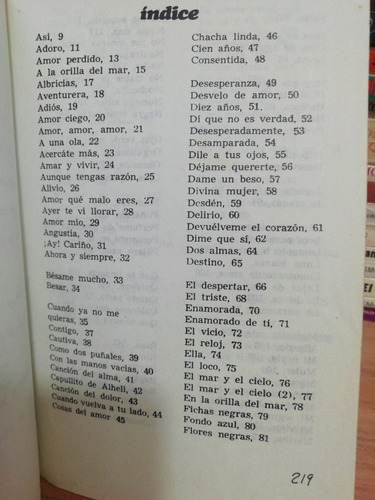 índice
Así, 9
Adoro, 11
Amor perdido, 13
A la orilla del mar, 15
Albricias, 17
Aventurera, 18
Adiós, 19
Amor ciego, 20
Amor, amor, amor, 21
A una ola, 22
Acercáte más, 23
Amar y vivir, 24
Aunque tengas razón, 25
Alivio, 26
Amor qué malo eres, 27
Ayer te vi llorar, 28
Amor mío, 29
Angustia, 30
¡Ay! Cariño, 31
Ahora y siempre, 32
Bésame mucho, 33
Besar, 34
Cuando ya no me
quieras, 35
Contigo, 37
Cautiva, 38
Como dos puñales, 39
Con las manos vacías, 40
Canción del alma, 41
Capullito de Alhelí, 42
Canción del dolor, 43
Cuando vuelva a tu lado, 44
Cosas del amor 45
Chacha linda, 46
Cien años, 47
Consentida, 48
Desesperanza, 49
Desvelo de amor, 50
Diez años, 51.
Di que no es verdad, 52
Desesperadamente, 53
Desamparada, 54
Dile a tus ojos, 55
Déjame quererte, 56
Dame un beso, 57
Divina mujer, 58
Desdén, 59
Delirio, 60
Devuélveme el corazón, 61
Dime que sí, 62
Dos almas, 64
Destino, 65
El despertar, 66
El triste, 68
Enamorada, 70
Enamorado de ti, 71
El vicio, 72
El reloj, 73
Ella, 74
El loco, 75
El mar y el cielo, 76
El mar y el cielo (2), 77
En la orilla del mar, 78
Fichas negras, 79
Fondo azul, 80
Flores negras, 81
219